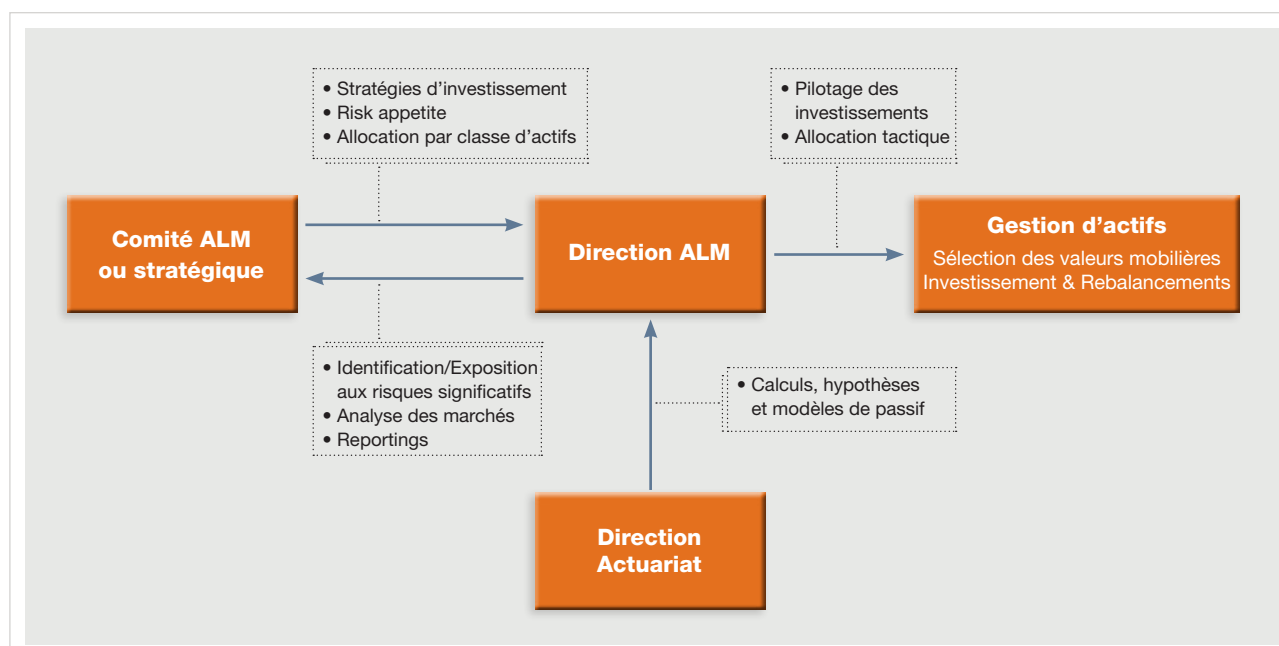 • Stratégies d'investissement
• Risk appetite
• Allocation par classe d'actifs
• Pilotage des
investissements
• Allocation tactique
Comité ALM
ou stratégique
Direction ALM
Gestion d'actifs
Sélection des valeurs mobilières
Investissement & Rebalancements
• Identification/Exposition
aux risques significatifs
• Analyse des marchés
• Reportings
• Calculs, hypothèses
et modèles de passif
Direction
Actuariat